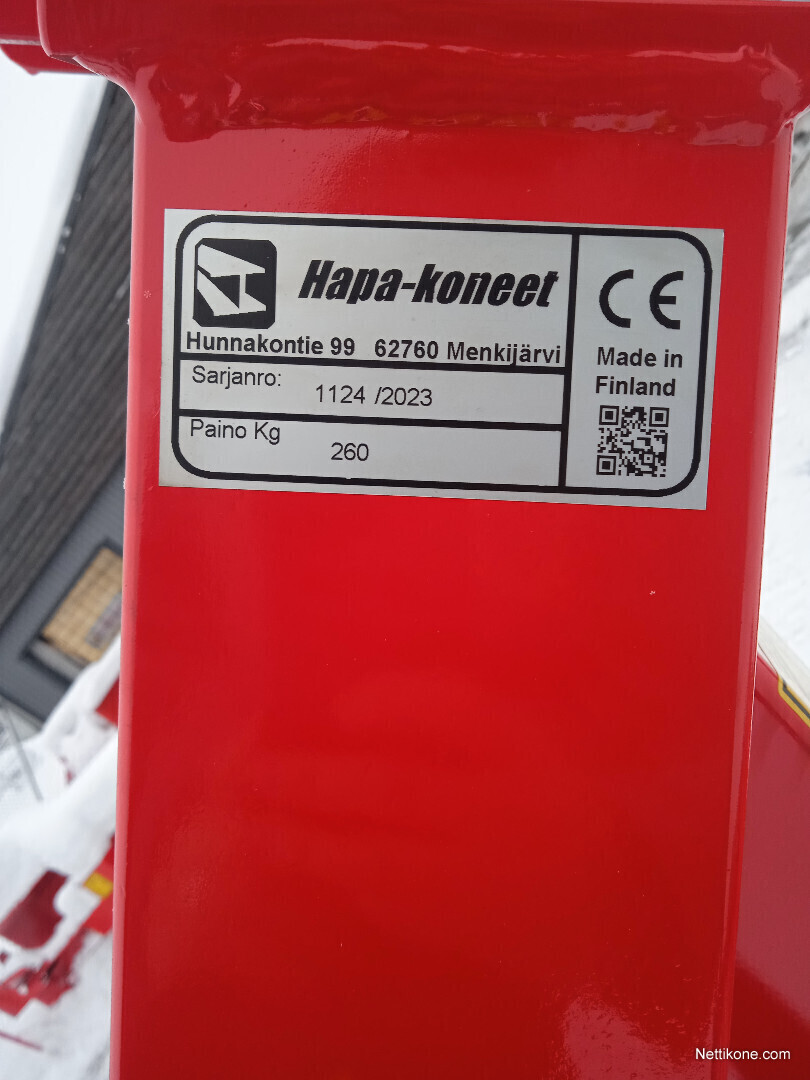 Hapa-koneet
Hunnakontie 99 62760 Menkijärvi
Sarjanro: 1124 /2023
Paino Kg 260
CE
Made in
Finland
Nettikone.com